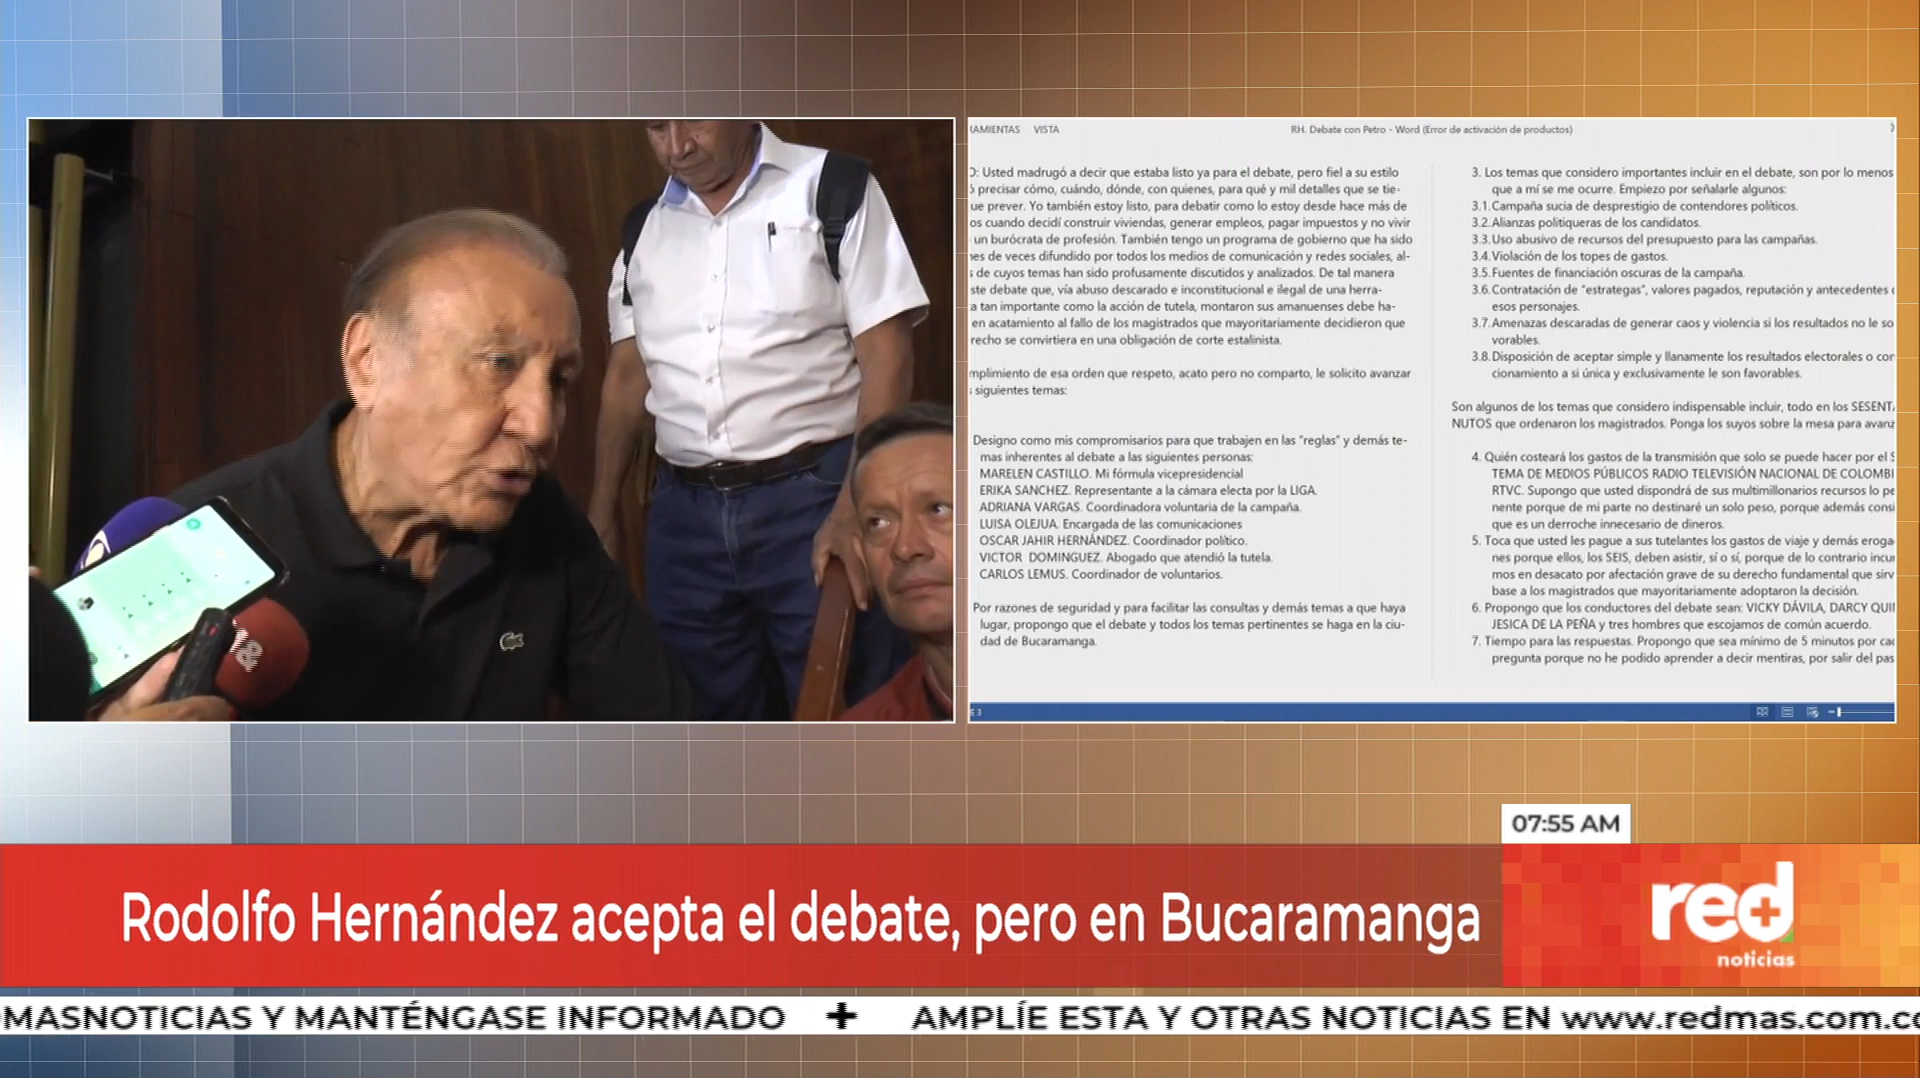 RAMIENTAS VISTA
RH. Debate con Petro - Word (Error de activación de productos)
O: Usted madrugó a decir que estaba listo ya para el debate, pero fiel a su estilo
ó precisar cómo, cuándo, dónde, con quienes, para qué y mil detalles que se tie-
ue prever. Yo también estoy listo, para debatir como lo estoy desde hace más de
os cuando decidí construir viviendas, generar empleos, pagar impuestos y no vivir
un burócrata de profesión. También tengo un programa de gobierno que ha sido
nes de veces difundido por todos los medios de comunicación y redes sociales, al-
s de cuyos temas han sido profusamente discutidos y analizados. De tal manera
ste debate que, vía abuso descarado e inconstitucional e ilegal de una herra-
a tan importante como la acción de tutela, montaron sus amanuenses debe ha-
en acatamiento al fallo de los magistrados que mayoritariamente decidieron que
recho se convirtiera en una obligación de corte estalinista.
mplimiento de esa orden que respeto, acato pero no comparto, le solicito avanzar
s siguientes temas:
Designo como mis compromisarios para que trabajen en las "reglas" y demás te-
mas inherentes al debate a las siguientes personas:
MARELEN CASTILLO. Mi fórmula vicepresidencial
ERIKA SANCHEZ. Representante a la cámara electa por la LIGA.
ADRIANA VARGAS. Coordinadora voluntaria de la campaña.
LUISA OLEJUA. Encargada de las comunicaciones
OSCAR JAHIR HERNÁNDEZ. Coordinador político.
VICTOR DOMINGUEZ. Abogado que atendió la tutela.
CARLOS LEMUS. Coordinador de voluntarios.
Por razones de seguridad y para facilitar las consultas y demás temas a que haya
lugar, propongo que el debate y todos los temas pertinentes se haga en la ciu-
dad de Bucaramanga.
3. Los temas que considero importantes incluir en el debate, son por lo menos
que a mí se me ocurre. Empiezo por señalarle algunos:
3.1. Campaña sucia de desprestigio de contendores políticos.
3.2. Alianzas politiqueras de los candidatos.
3.3. Uso abusivo de recursos del presupuesto para las campañas.
3.4. Violación de los topes de gastos.
3.5. Fuentes de financiación oscuras de la campaña.
3.6. Contratación de "estrategas", valores pagados, reputación y antecedentes
esos personajes.
3.7. Amenazas descaradas de generar caos y violencia si los resultados no le so
vorables.
3.8. Disposición de aceptar simple y llanamente los resultados electorales o con
cionamiento a si única y exclusivamente le son favorables.
Son algunos de los temas que considero indispensable incluir, todo en los SESENTA
NUTOS que ordenaron los magistrados. Ponga los suyos sobre la mesa para avanz
4. Quién costeará los gastos de la transmisión que solo se puede hacer por el S
TEMA DE MEDIOS PÚBLICOS RADIO TELEVISIÓN NACIONAL DE COLOMBI
RTVC. Supongo que usted dispondrá de sus multimillonarios recursos lo pe
nente porque de mi parte no destinaré un solo peso, porque además consi
que es un derroche innecesario de dineros.
5. Toca que usted les pague a sus tutelantes los gastos de viaje y demás eroga
nes porque ellos, los SEIS, deben asistir, sí o sí, porque de lo contrario incur
mos en desacato por afectación grave de su derecho fundamental que sirv
base a los magistrados que mayoritariamente adoptaron la decisión.
6. Propongo que los conductores del debate sean: VICKY DÁVILA, DARCY QUIN
JESICA DE LA PEÑA y tres hombres que escojamos de común acuerdo.
7. Tiempo para las respuestas. Propongo que sea mínimo de 5 minutos por cad
pregunta porque no he podido aprender a decir mentiras, por salir del pas
07:55 AM
Rodolfo Hernández acepta el debate, pero en Bucaramanga
red+
noticias
OMASNOTICIAS Y MANTÉNGASE INFORMADO + AMPLÍE ESTA Y OTRAS NOTICIAS EN www.redmas.com.co